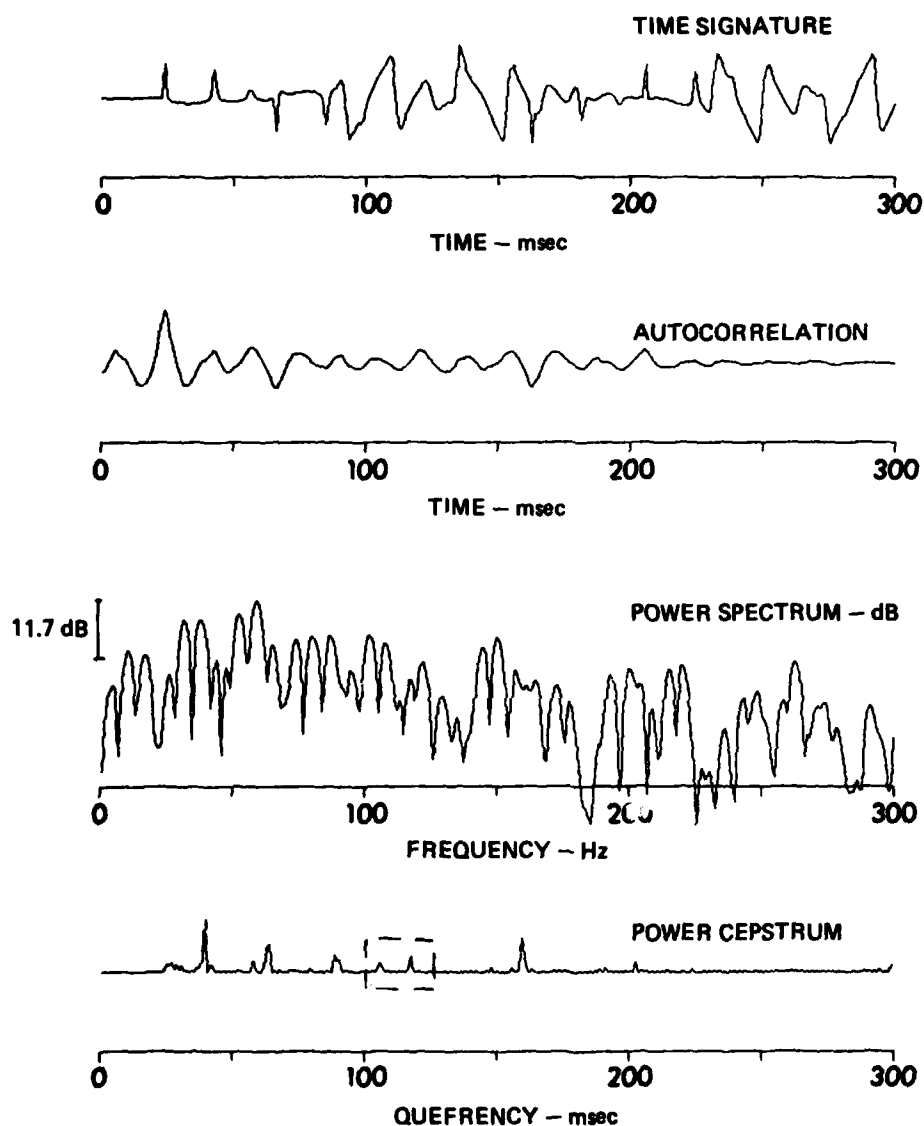 TIME SIGNATURE
0 100 200 300
TIME – msec
AUTOCORRELATION
0 100 200 300
TIME – msec
11.7 dB
POWER SPECTRUM – dB
0 100 200 300
FREQUENCY – Hz
POWER CEPSTRUM
0 100 200 300
QUEFRENCY – msec